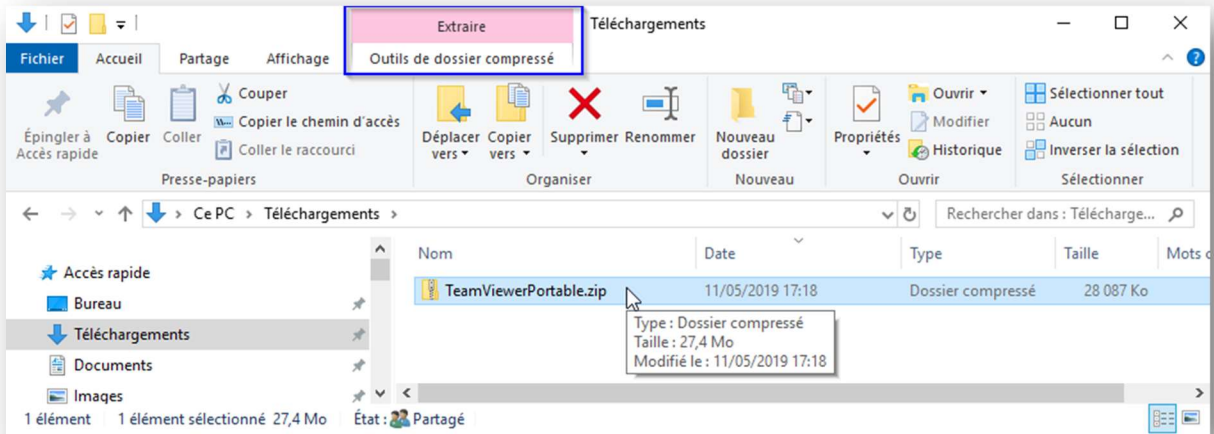 Extraire
Téléchargements
Fichier Accueil Partage Affichage Outils de dossier compressé
Épingler à Accès rapide
Copier
Coller
Couper
Copier le chemin d'accès
Coller le raccourci
Presse-papiers
Déplacer vers
Copier vers
Supprimer
Renommer
Organiser
Nouveau dossier
Nouveau
Propriétés
Ouvrir
Modifier
Historique
Ouvrir
Sélectionner tout
Aucun
Inverser la sélection
Sélectionner
Ce PC > Téléchargements >
Rechercher dans : Télécharge...
Accès rapide
Bureau
Téléchargements
Documents
Images
Nom Date Type Taille Mots
TeamViewerPortable.zip 11/05/2019 17:18 Dossier compressé 28 087 Ko
Type : Dossier compressé
Taille : 27,4 Mo
Modifié le : 11/05/2019 17:18
1 élément 1 élément sélectionné 27,4 Mo État : Partagé